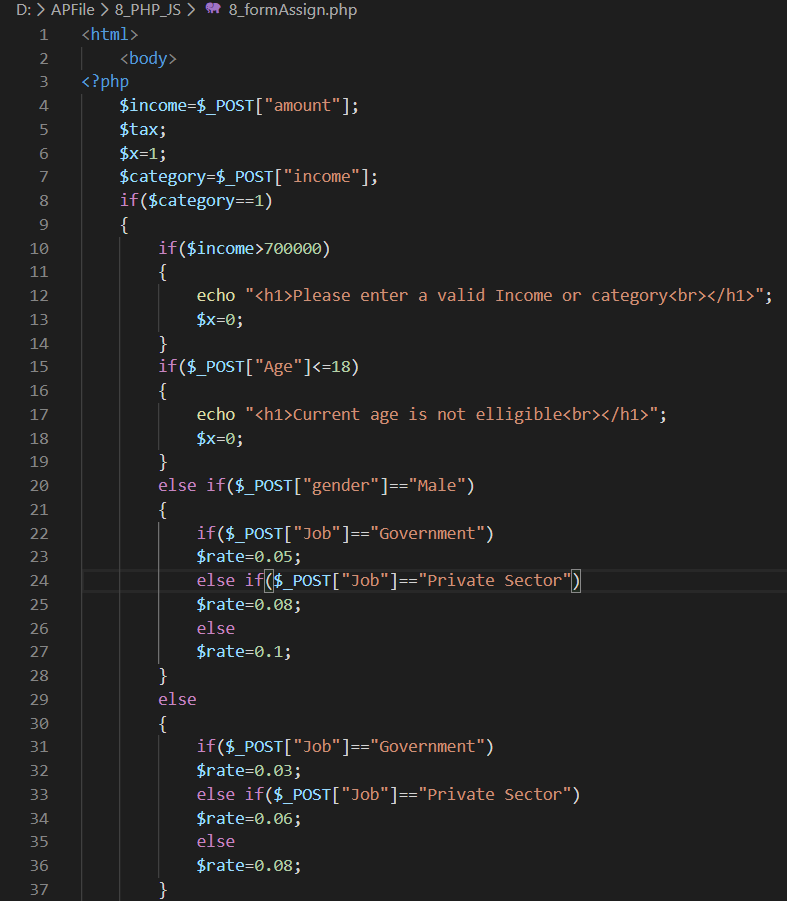 D: > APFile > 8_PHP_JS > 8_formAssign.php
1 <html>
2 <body>
3 <?php
4 $income=$_POST["amount"];
5 $tax;
6 $x=1;
7 $category=$_POST["income"];
8 if($category==1)
9 {
10 if($income>700000)
11 {
12 echo "<h1>Please enter a valid Income or category<br></h1>";
13 $x=0;
14 }
15 if($_POST["Age"]<=18)
16 {
17 echo "<h1>Current age is not elligible<br></h1>";
18 $x=0;
19 }
20 else if($_POST["gender"]=="Male")
21 {
22 if($_POST["Job"]=="Government")
23 $rate=0.05;
24 else if($_POST["Job"]=="Private Sector")
25 $rate=0.08;
26 else
27 $rate=0.1;
28 }
29 else
30 {
31 if($_POST["Job"]=="Government")
32 $rate=0.03;
33 else if($_POST["Job"]=="Private Sector")
34 $rate=0.06;
35 else
36 $rate=0.08;
37 }